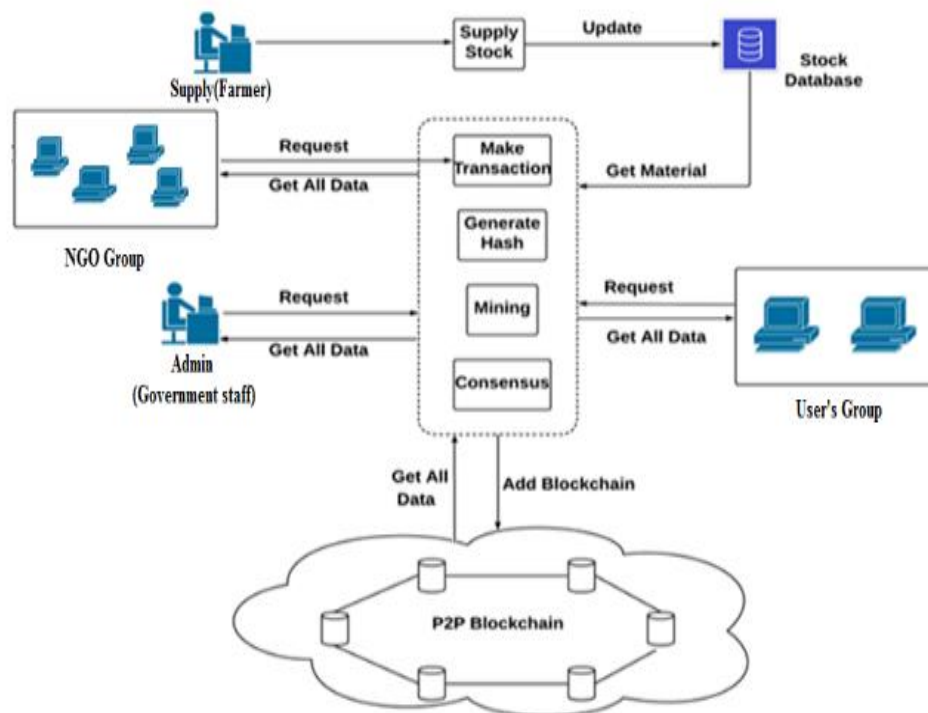 Supply
Stock
Update
Stock
Database
Supply(Farmer)
Request
Get All Data
NGO Group
Make
Transaction
Get Material
Generate
Hash
Request
Get All Data
Admin
(Government staff)
Mining
Request
Get All Data
User's Group
Consensus
Get All
Data
Add Blockchain
P2P Blockchain